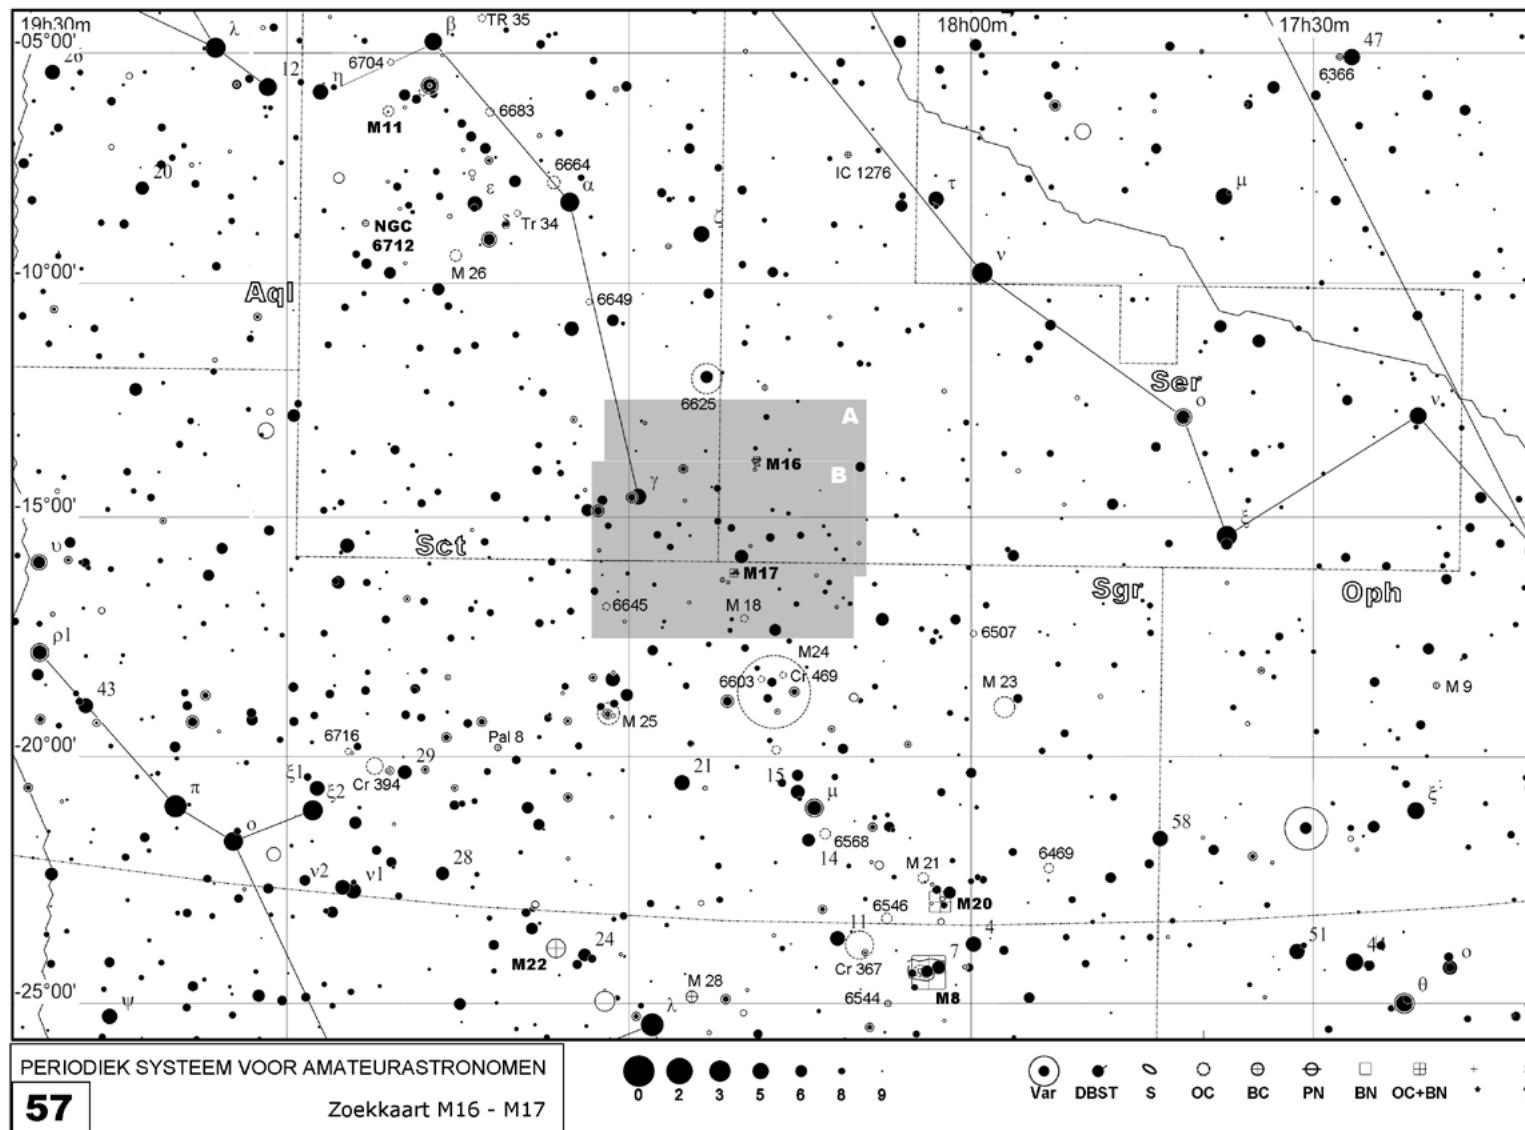 19h30m
18h00m
17h30m
-05°00'
-10°00'
-15°00'
-20°00'
-25°00'
λ
β
TR 35
47
26
12
η
6704
6366
M11
6683
20
6664
IC 1276
ε
α
τ
μ
NGC
6712
δ
Tr 34
ζ
M 26
ν
Aql
6649
Ser
ο
ν
6625
A
M16
B
γ
ξ
υ
Sct
M17
Sgr
Oph
6645
M 18
ρ1
6507
M24
43
6603
Cr 469
M 23
M 9
M 25
6716
Pal 8
29
Cr 394
21
15
ξ1
ξ2
π
μ
ξ
ο
6568
58
14
28
M 21
6469
ν2
ν1
M20
6546
11
4
24
51
44
ο
M22
Cr 367
7
M 28
6544
M8
θ
ψ
λ
PERIODIEK SYSTEEM VOOR AMATEURASTRONOMEN
57
Zoekkaart M16 - M17
0 2 3 5 6 8 9
Var DBST S OC BC PN BN OC+BN *